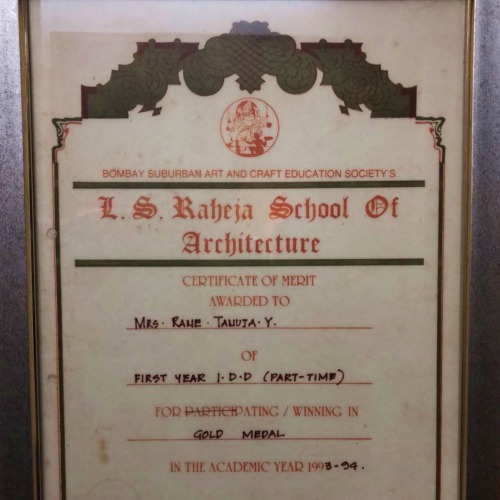 BOMBAY SUBURBAN ART AND CRAFT EDUCATION SOCIETY'S
L. S. Raheja School Of
Architecture
CERTIFICATE OF MERIT
AWARDED TO
MRS. RANE. TANUJA. Y.
OF
FIRST YEAR I.D.D (PART-TIME)
FOR PARTICIPATING / WINNING IN
GOLD MEDAL
IN THE ACADEMIC YEAR 1993-94.